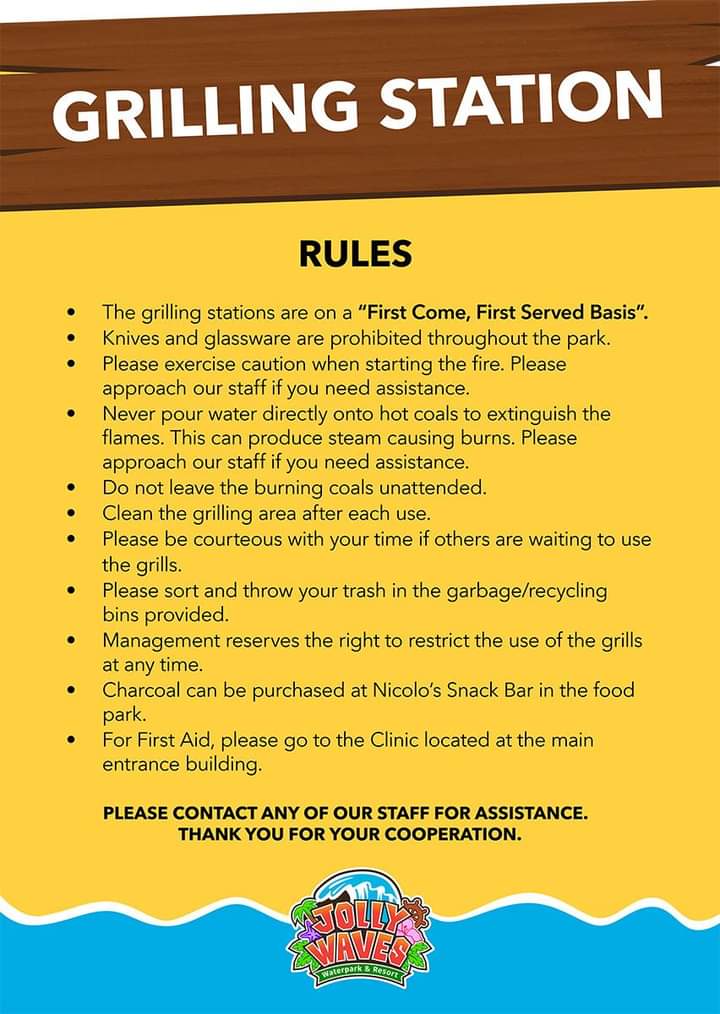 GRILLING STATION
RULES
• The grilling stations are on a “First Come, First Served Basis”.
• Knives and glassware are prohibited throughout the park.
• Please exercise caution when starting the fire. Please
approach our staff if you need assistance.
• Never pour water directly onto hot coals to extinguish the
flames. This can produce steam causing burns. Please
approach our staff if you need assistance.
• Do not leave the burning coals unattended.
• Clean the grilling area after each use.
• Please be courteous with your time if others are waiting to use
the grills.
• Please sort and throw your trash in the garbage/recycling
bins provided.
• Management reserves the right to restrict the use of the grills
at any time.
• Charcoal can be purchased at Nicolo’s Snack Bar in the food
park.
• For First Aid, please go to the Clinic located at the main
entrance building.
PLEASE CONTACT ANY OF OUR STAFF FOR ASSISTANCE.
THANK YOU FOR YOUR COOPERATION.
JOLLY
WAVES
Waterpark & Resort